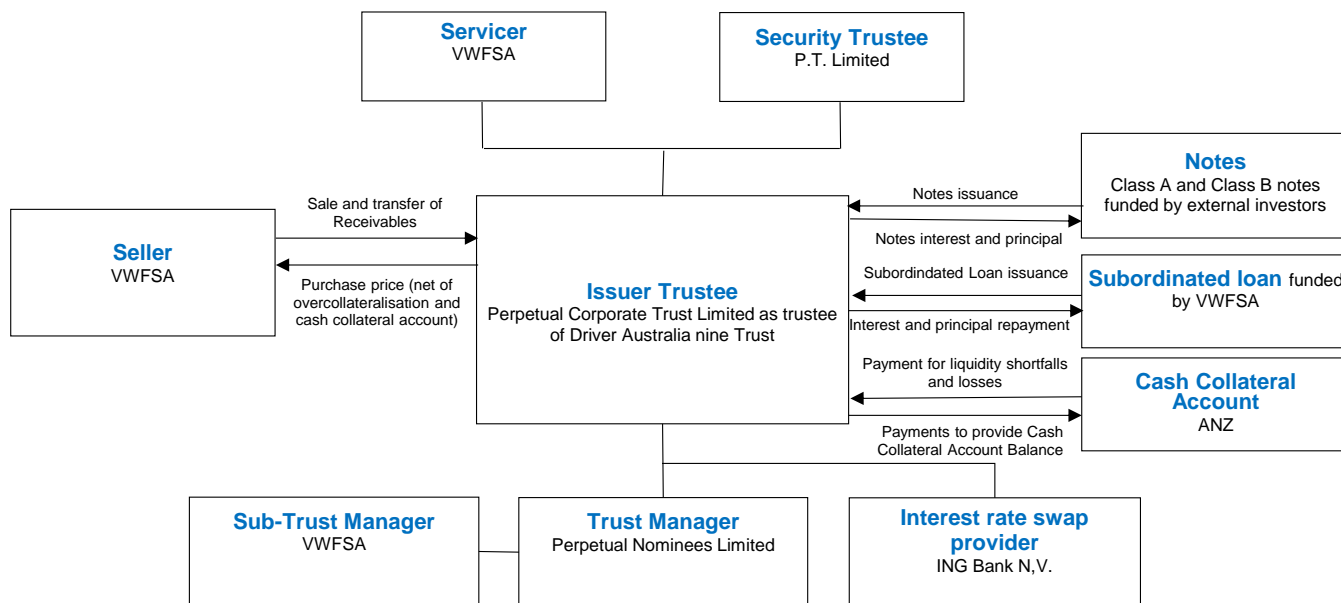 Servicer
VWFSA
Security Trustee
P.T. Limited
Notes
Class A and Class B notes
funded by external investors
Notes issuance
Notes interest and principal
Sale and transfer of
Receivables
Seller
VWFSA
Purchase price (net of
overcollateralisation and
cash collateral account)
Issuer Trustee
Perpetual Corporate Trust Limited as trustee
of Driver Australia nine Trust
Subordindated Loan issuance
Interest and principal repayment
Subordinated loan funded
by VWFSA
Payment for liquidity shortfalls
and losses
Payments to provide Cash
Collateral Account Balance
Cash Collateral
Account
ANZ
Sub-Trust Manager
VWFSA
Trust Manager
Perpetual Nominees Limited
Interest rate swap
provider
ING Bank N,V.